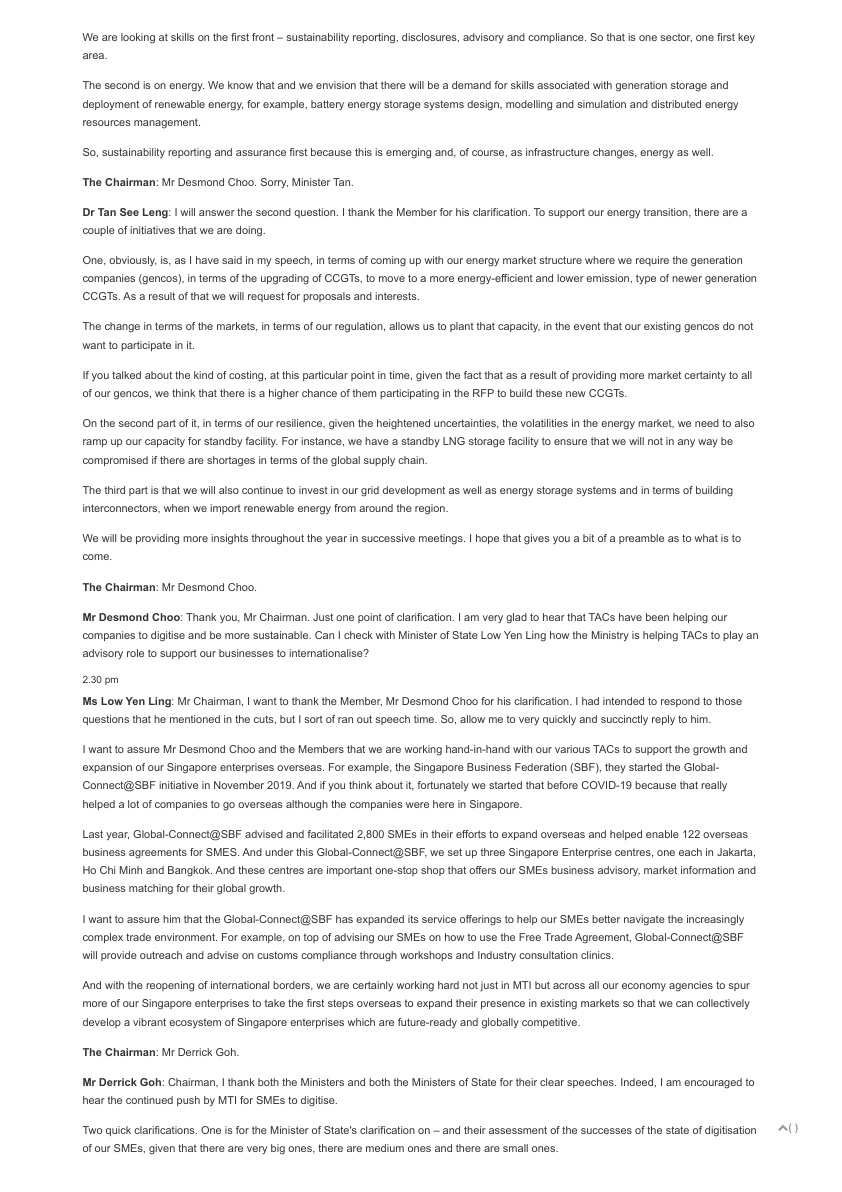 We are looking at skills on the first front – sustainability reporting, disclosures, advisory and compliance. So that is one sector, one first key
area.
The second is on energy. We know that and we envision that there will be a demand for skills associated with generation storage and
deployment of renewable energy, for example, battery energy storage systems design, modelling and simulation and distributed energy
resources management.
So, sustainability reporting and assurance first because this is emerging and, of course, as infrastructure changes, energy as well.
The Chairman: Mr Desmond Choo. Sorry, Minister Tan.
Dr Tan See Leng: I will answer the second question. I thank the Member for his clarification. To support our energy transition, there are a
couple of initiatives that we are doing.
One, obviously, is, as I have said in my speech, in terms of coming up with our energy market structure where we require the generation
companies (gencos), in terms of the upgrading of CCGTs, to move to a more energy-efficient and lower emission, type of newer generation
CCGTs. As a result of that we will request for proposals and interests.
The change in terms of the markets, in terms of our regulation, allows us to plant that capacity, in the event that our existing gencos do not
want to participate in it.
If you talked about the kind of costing, at this particular point in time, given the fact that as a result of providing more market certainty to all
of our gencos, we think that there is a higher chance of them participating in the RFP to build these new CCGTs.
On the second part of it, in terms of our resilience, given the heightened uncertainties, the volatilities in the energy market, we need to also
ramp up our capacity for standby facility. For instance, we have a standby LNG storage facility to ensure that we will not in any way be
compromised if there are shortages in terms of the global supply chain.
The third part is that we will also continue to invest in our grid development as well as energy storage systems and in terms of building
interconnectors, when we import renewable energy from around the region.
We will be providing more insights throughout the year in successive meetings. I hope that gives you a bit of a preamble as to what is to
come.
The Chairman: Mr Desmond Choo.
Mr Desmond Choo: Thank you, Mr Chairman. Just one point of clarification. I am very glad to hear that TACs have been helping our
companies to digitise and be more sustainable. Can I check with Minister of State Low Yen Ling how the Ministry is helping TACs to play an
advisory role to support our businesses to internationalise?
2.30 pm
Ms Low Yen Ling: Mr Chairman, I want to thank the Member, Mr Desmond Choo for his clarification. I had intended to respond to those
questions that he mentioned in the cuts, but I sort of ran out speech time. So, allow me to very quickly and succinctly reply to him.
I want to assure Mr Desmond Choo and the Members that we are working hand-in-hand with our various TACs to support the growth and
expansion of our Singapore enterprises overseas. For example, the Singapore Business Federation (SBF), they started the Global-
Connect@SBF initiative in November 2019. And if you think about it, fortunately we started that before COVID-19 because that really
helped a lot of companies to go overseas although the companies were here in Singapore.
Last year, Global-Connect@SBF advised and facilitated 2,800 SMEs in their efforts to expand overseas and helped enable 122 overseas
business agreements for SMES. And under this Global-Connect@SBF, we set up three Singapore Enterprise centres, one each in Jakarta,
Ho Chi Minh and Bangkok. And these centres are important one-stop shop that offers our SMEs business advisory, market information and
business matching for their global growth.
I want to assure him that the Global-Connect@SBF has expanded its service offerings to help our SMEs better navigate the increasingly
complex trade environment. For example, on top of advising our SMEs on how to use the Free Trade Agreement, Global-Connect@SBF
will provide outreach and advise on customs compliance through workshops and Industry consultation clinics.
And with the reopening of international borders, we are certainly working hard not just in MTI but across all our economy agencies to spur
more of our Singapore enterprises to take the first steps overseas to expand their presence in existing markets so that we can collectively
develop a vibrant ecosystem of Singapore enterprises which are future-ready and globally competitive.
The Chairman: Mr Derrick Goh.
Mr Derrick Goh: Chairman, I thank both the Ministers and both the Ministers of State for their clear speeches. Indeed, I am encouraged to
hear the continued push by MTI for SMEs to digitise.
Two quick clarifications. One is for the Minister of State's clarification on – and their assessment of the successes of the state of digitisation
of our SMEs, given that there are very big ones, there are medium ones and there are small ones.
( )